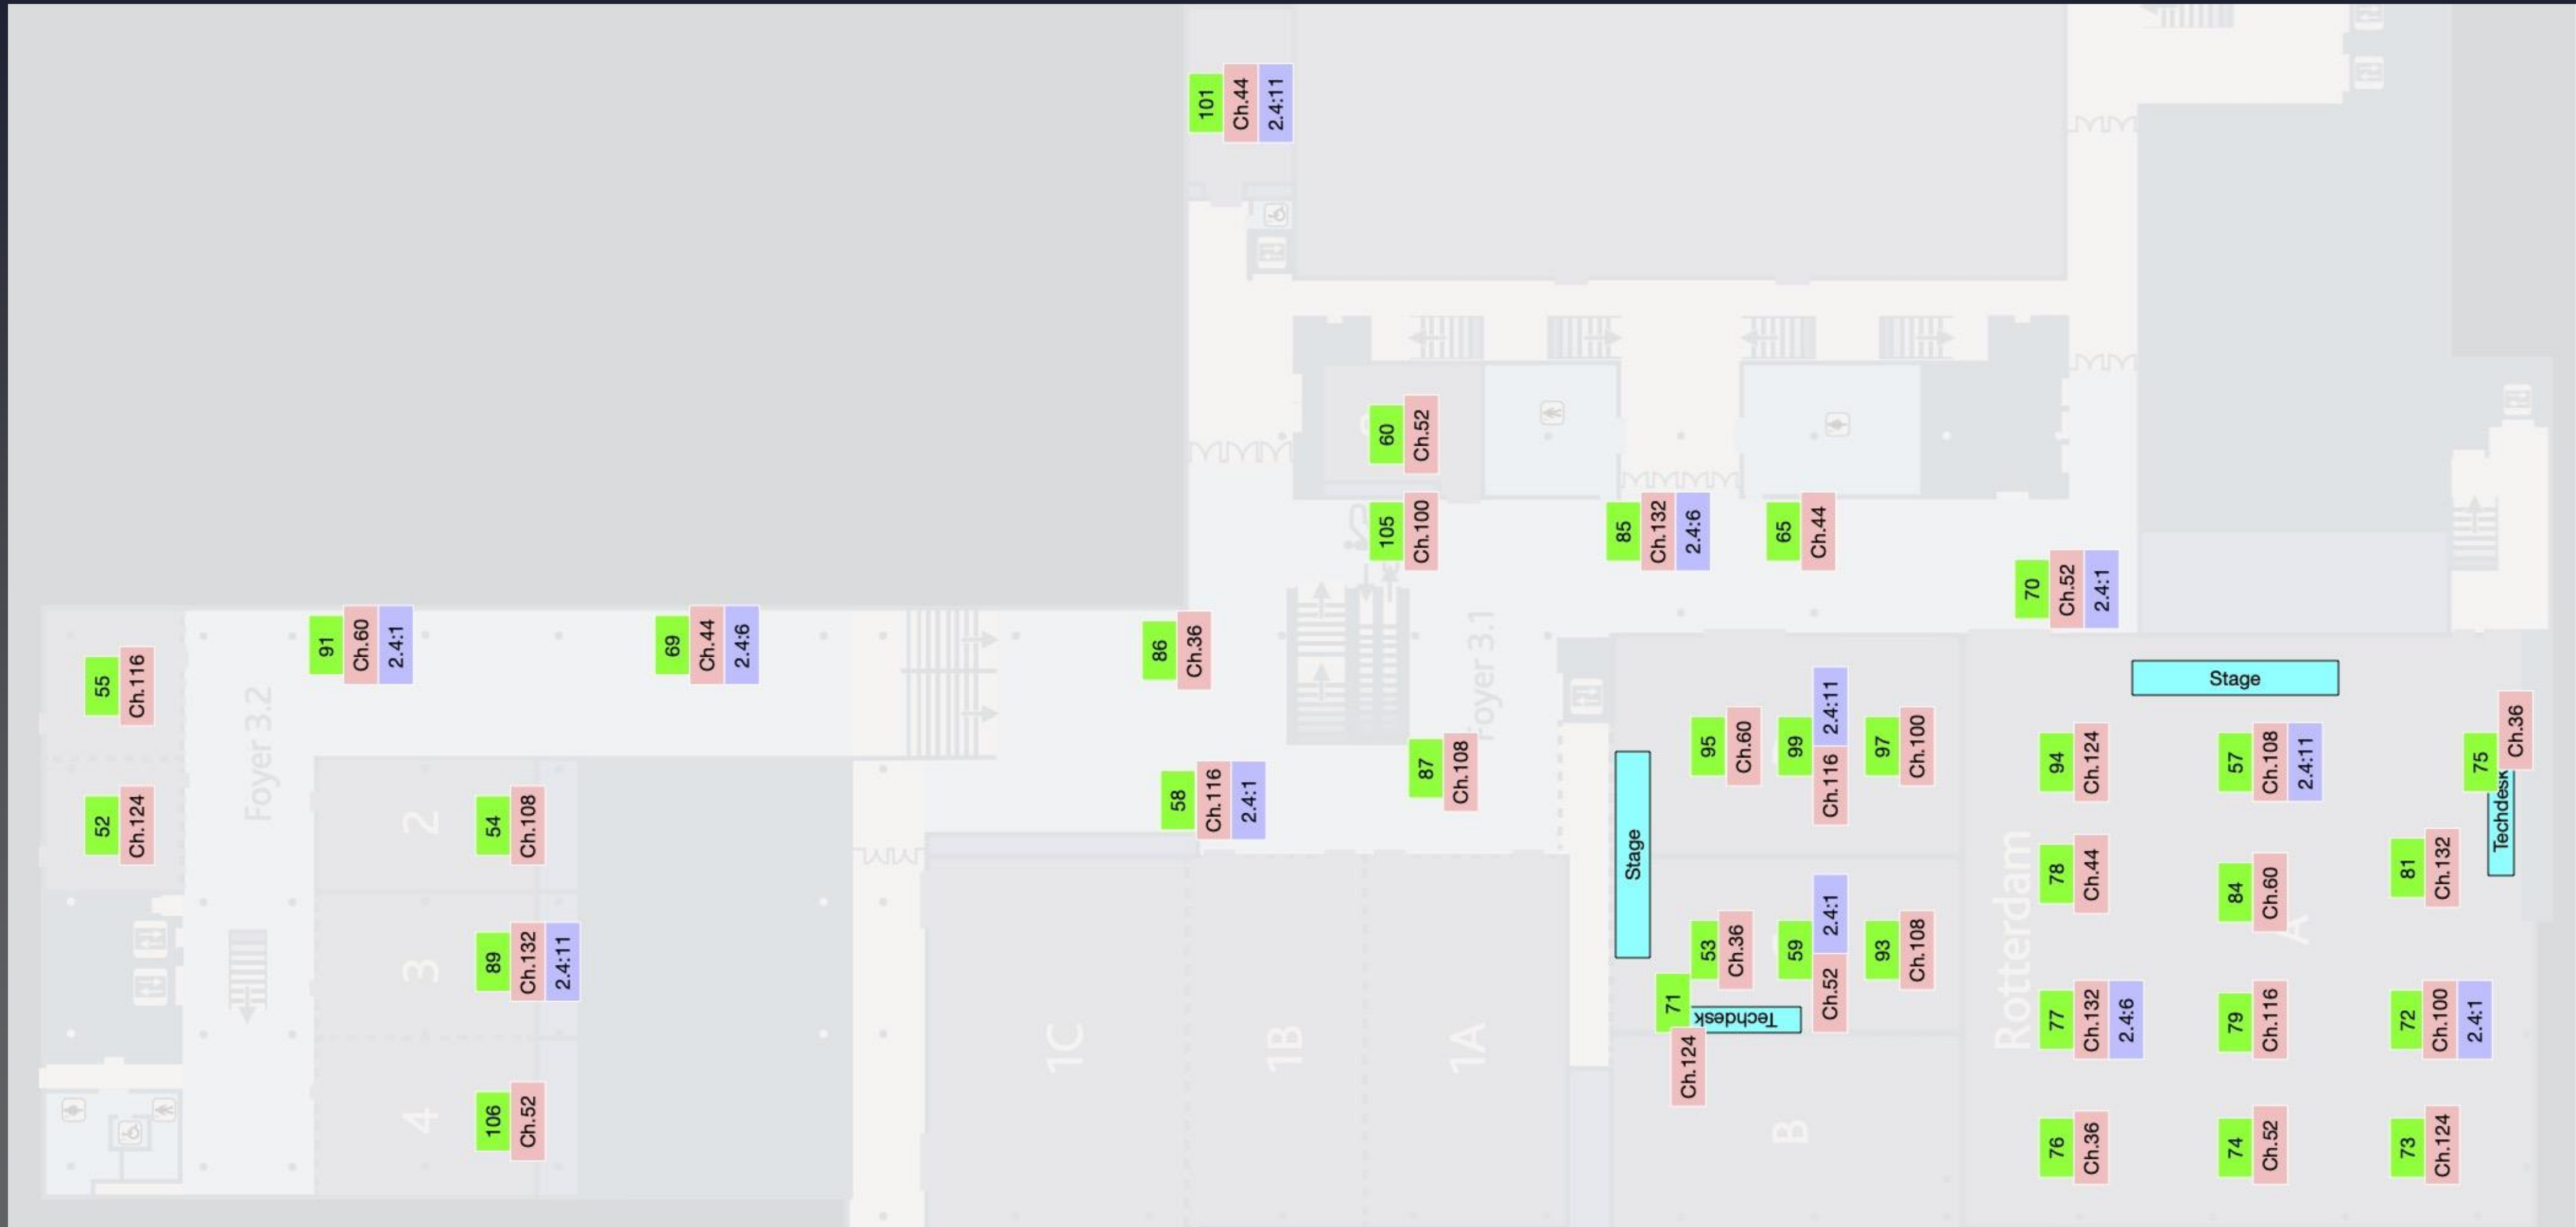 101
Ch.44
2.4:11
60
Ch.52
105
Ch.100
85
Ch.132
2.4:6
65
Ch.44
70
Ch.52
2.4:1
55
Ch.116
91
Ch.60
2.4:1
69
Ch.44
2.4:6
86
Ch.36
Foyer 3.2
Foyer 3.1
52
Ch.124
2
54
Ch.108
58
Ch.116
2.4:1
87
Ch.108
Stage
95
Ch.60
99
Ch.116
2.4:11
97
Ch.100
Stage
94
Ch.124
57
Ch.108
2.4:11
75
Ch.36
Techdesk
78
Ch.44
84
Ch.60
81
Ch.132
3
89
Ch.132
2.4:11
53
Ch.36
59
Ch.52
2.4:1
93
Ch.108
71
Ch.124
Techdesk
Rotterdam
A
77
Ch.132
2.4:6
79
Ch.116
72
Ch.100
2.4:1
4
106
Ch.52
1C
1B
1A
B
76
Ch.36
74
Ch.52
73
Ch.124